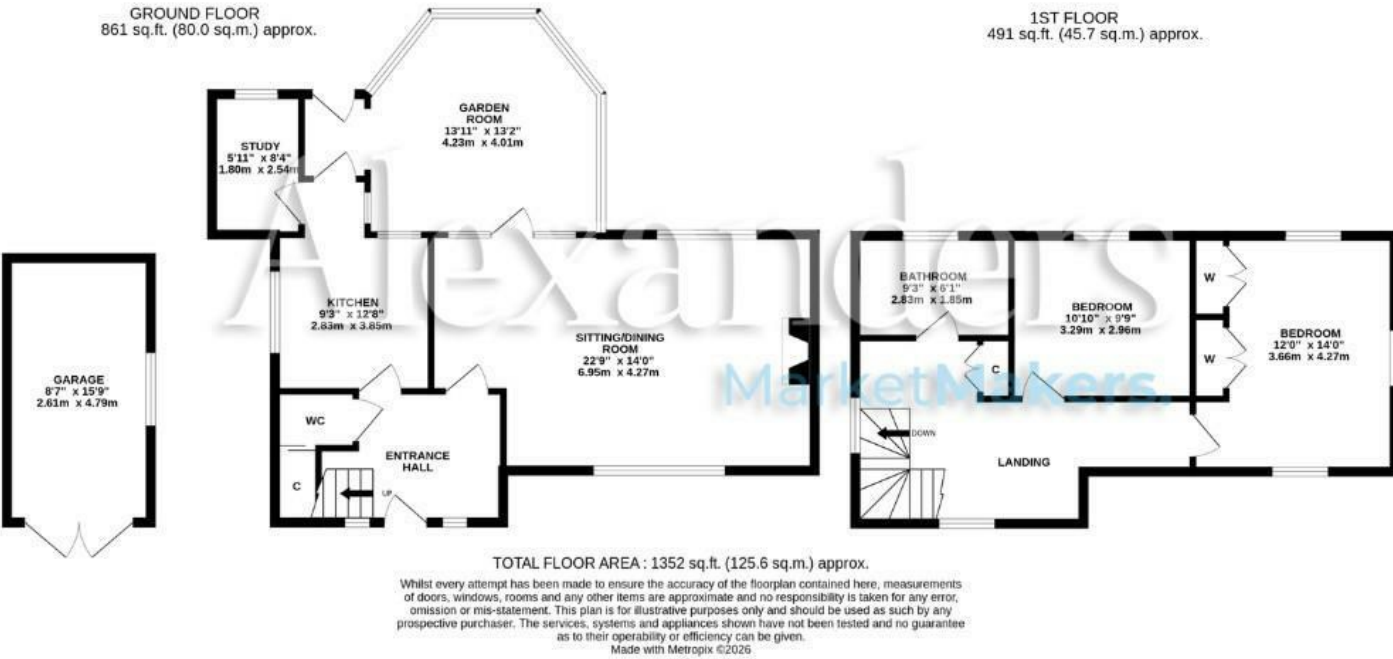 GROUND FLOOR
861 sq.ft. (80.0 sq.m.) approx.
1ST FLOOR
491 sq.ft. (45.7 sq.m.) approx.
GARDEN
ROOM
13'11" x 13'2"
4.23m x 4.01m
STUDY
5'11" x 8'4"
1.80m x 2.54m
Alexanders
MarketMakers.
KITCHEN
9'3" x 12'8"
2.83m x 3.85m
SITTING/DINING
ROOM
22'9" x 14'0"
6.95m x 4.27m
GARAGE
8'7" x 15'9"
2.61m x 4.79m
WC
ENTRANCE
HALL
C
UP
BATHROOM
9'3" x 6'1"
2.83m x 1.85m
BEDROOM
10'10" x 9'9"
3.29m x 2.96m
W
W
BEDROOM
12'0" x 14'0"
3.66m x 4.27m
C
DOWN
LANDING
TOTAL FLOOR AREA : 1352 sq.ft. (125.6 sq.m.) approx.
Whilst every attempt has been made to ensure the accuracy of the floorplan contained here, measurements
of doors, windows, rooms and any other items are approximate and no responsibility is taken for any error,
omission or mis-statement. This plan is for illustrative purposes only and should be used as such by any
prospective purchaser. The services, systems and appliances shown have not been tested and no guarantee
as to their operability or efficiency can be given.
Made with Metropix ©2026